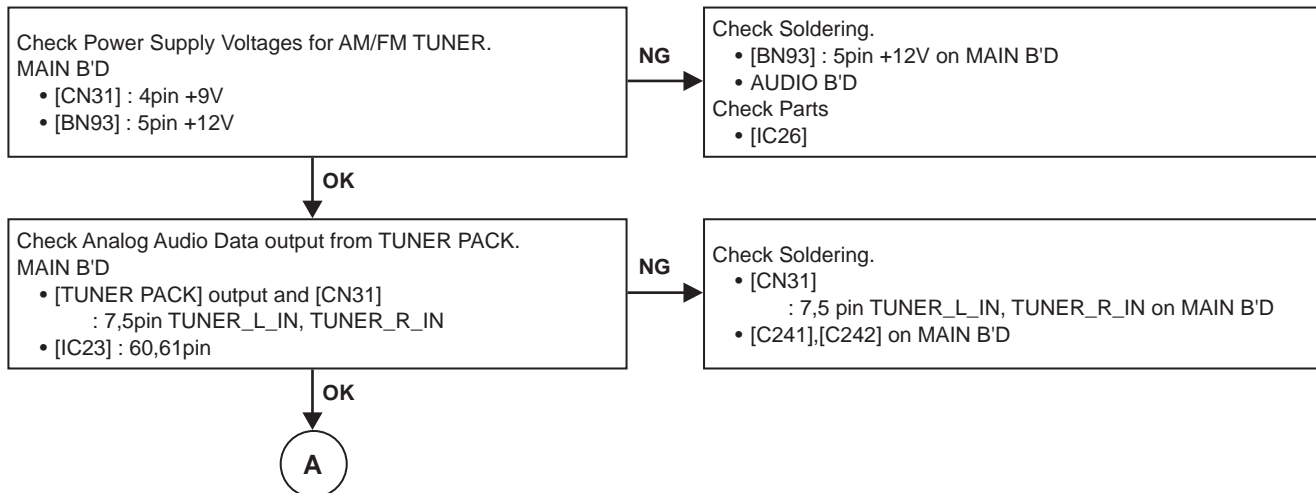 Check Power Supply Voltages for AM/FM TUNER.
MAIN B'D
• [CN31] : 4pin +9V
• [BN93] : 5pin +12V
NG
Check Soldering.
• [BN93] : 5pin +12V on MAIN B'D
• AUDIO B'D
Check Parts
• [IC26]
OK
Check Analog Audio Data output from TUNER PACK.
MAIN B'D
• [TUNER PACK] output and [CN31]
: 7,5pin TUNER_L_IN, TUNER_R_IN
• [IC23] : 60,61pin
NG
Check Soldering.
• [CN31]
: 7,5 pin TUNER_L_IN, TUNER_R_IN on MAIN B'D
• [C241],[C242] on MAIN B'D
OK
A